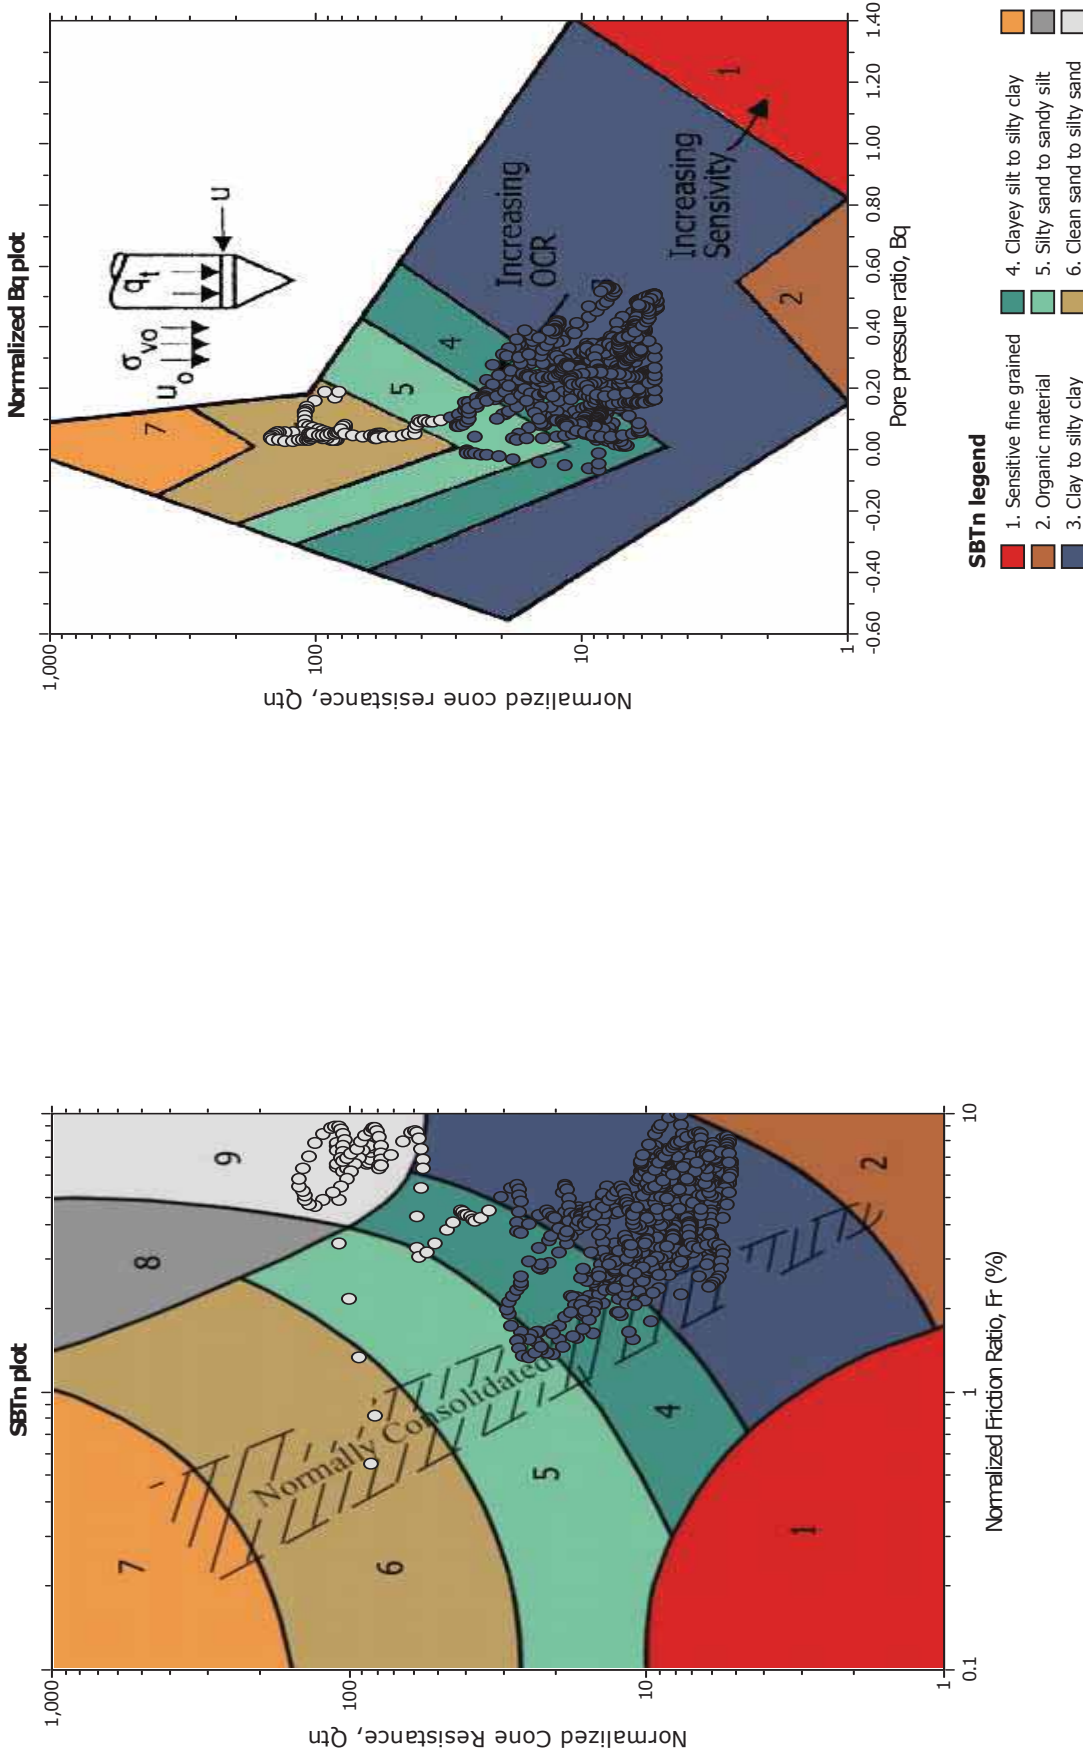 SBTn plot
1,000
100
10
1
Normalized Cone Resistance, Qtn
7
8
9
6
5
4
1
2
Normally Consolidated
0.1
1
10
Normalized Friction Ratio, Fr (%)
Normalized Bq plot
1,000
100
10
1
Normalized cone resistance, Qtn
σvo
uo
qt
u
7
5
4
Increasing
OCR
Increasing
Sensivity
1
2
-0.60
-0.40
-0.20
0.00
0.20
0.40
0.60
0.80
1.00
1.20
1.40
Pore pressure ratio, Bq
SBTn legend
1. Sensitive fine grained
2. Organic material
3. Clay to silty clay
4. Clayey silt to silty clay
5. Silty sand to sandy silt
6. Clean sand to silty sand